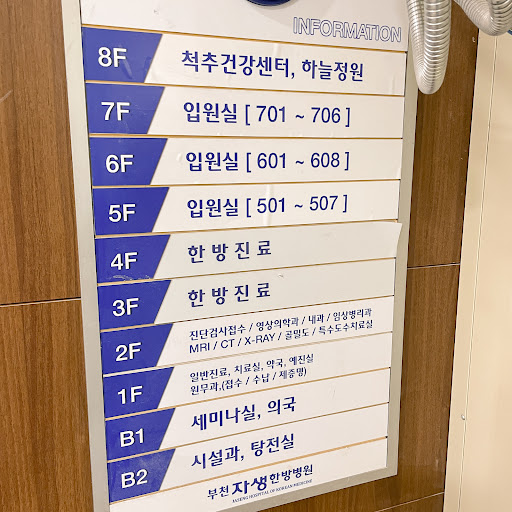 INFORMATION
8F 척추건강센터, 하늘정원
7F 입원실 [ 701 ~ 706 ]
6F 입원실 [ 601 ~ 608 ]
5F 입원실 [ 501 ~ 507 ]
4F 한방진료
3F 한방진료
2F 진단검사접수 / 영상의학과 / 내과 / 임상병리과
MRI / CT / X-RAY / 골밀도 / 특수도수치료실
1F 일반진료, 치료실, 약국, 예진실
원무과,(접수 / 수납 / 제증명)
B1 세미나실, 의국
B2 시설과, 탕전실
부천 자생한방병원
JASENG HOSPITAL OF KOREAN MEDICINE